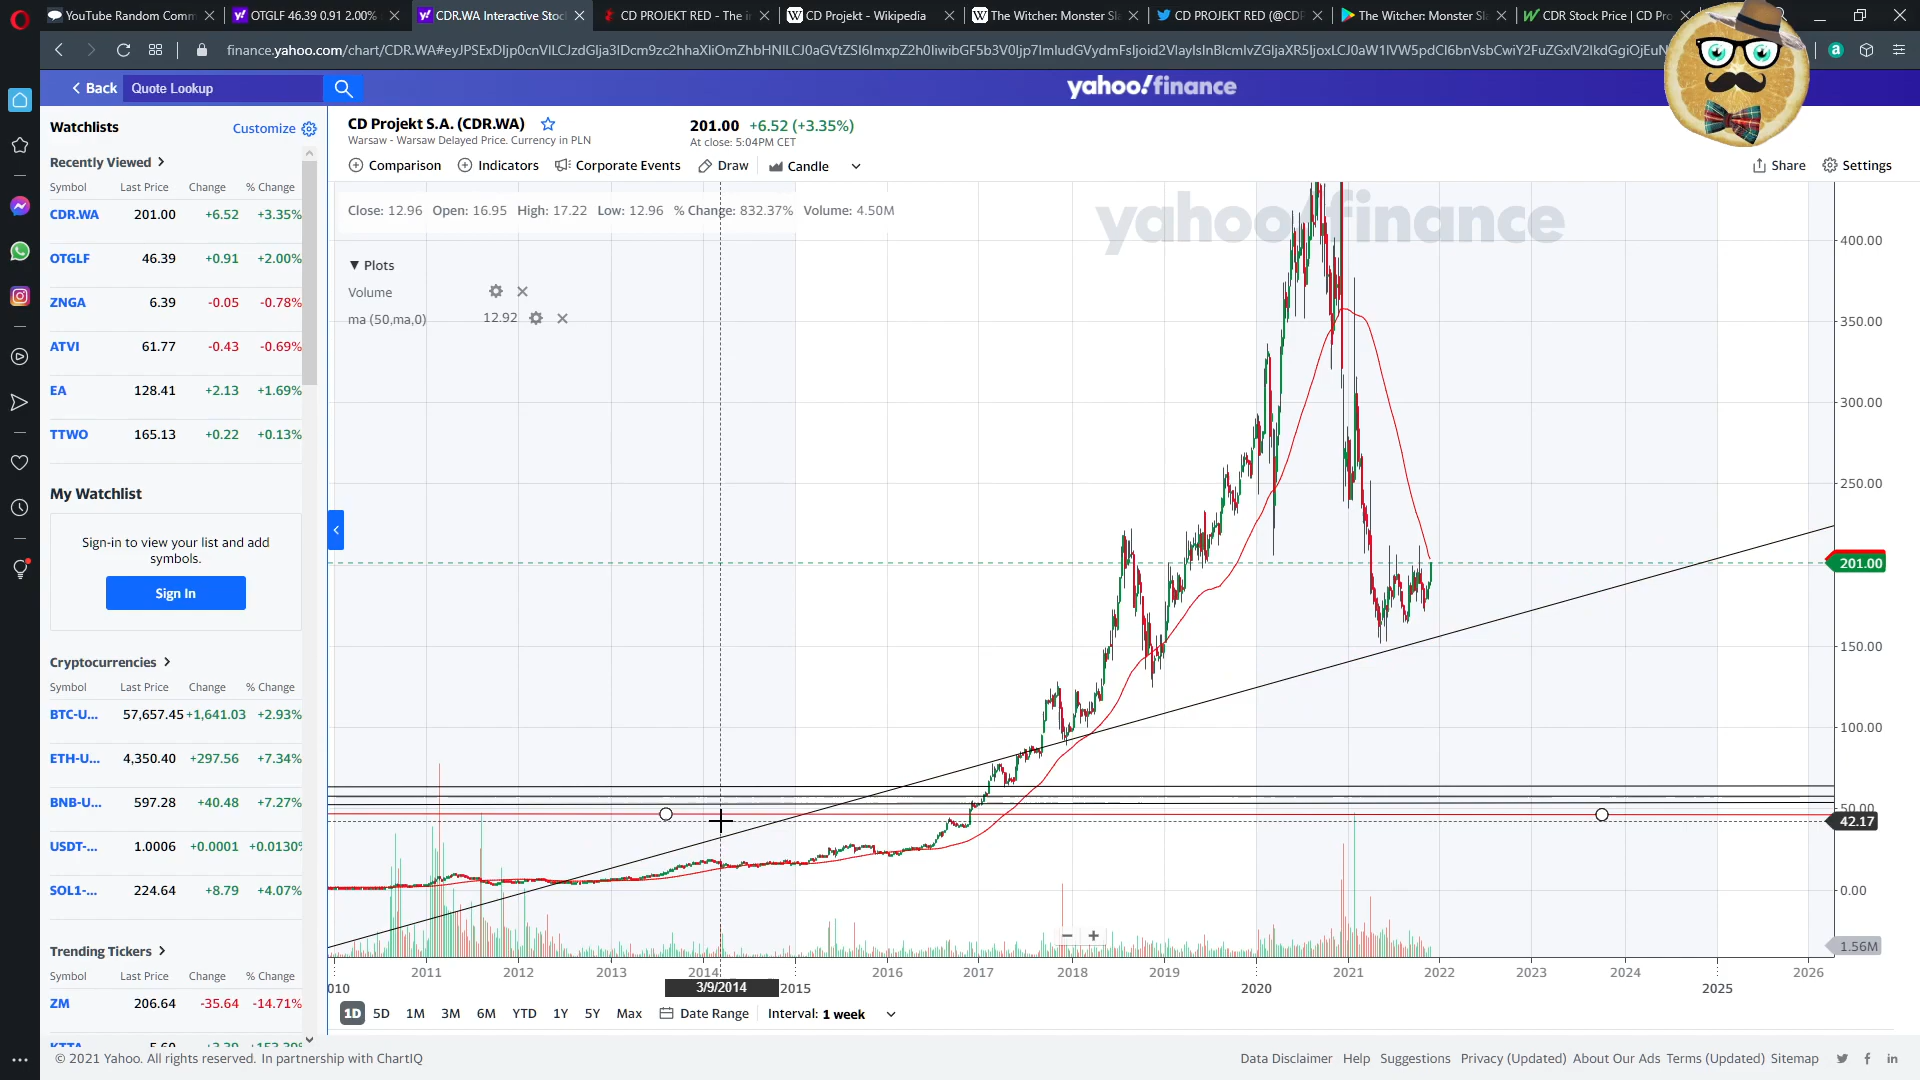 YouTube Random Comm
OTGLF 46.39 0.91 2.00%
CDR.WA Interactive Stoc
CD PROJEKT RED - The i
CD Projekt - Wikipedia
The Witcher: Monster Sl
CD PROJEKT RED (@CDP
The Witcher: Monster Sl
CDR Stock Price | CD Pro
Back
Quote Lookup
yahoo!finance
Watchlists
Customize
Recently Viewed
Symbol Last Price Change % Change
CDR.WA 201.00 +6.52 +3.35%
OTGLF 46.39 +0.91 +2.00%
ZNGA 6.39 -0.05 -0.78%
ATVI 61.77 -0.43 -0.69%
EA 128.41 +2.13 +1.69%
TTWO 165.13 +0.22 +0.13%
My Watchlist
Sign-in to view your list and add
symbols.
Sign In
Cryptocurrencies
Symbol Last Price Change % Change
BTC-U... 57,657.45 +1,641.03 +2.93%
ETH-U... 4,350.40 +297.56 +7.34%
BNB-U... 597.28 +40.48 +7.27%
USDT-... 1.0006 +0.0001 +0.0130%
SOL1-... 224.64 +8.79 +4.07%
Trending Tickers
Symbol Last Price Change % Change
ZM 206.64 -35.64 -14.71%
CD Projekt S.A. (CDR.WA)
Warsaw - Warsaw Delayed Price. Currency in PLN
201.00 +6.52 (+3.35%)
At close: 5:04PM CET
Comparison Indicators Corporate Events Draw Candle
Share Settings
Close: 12.96 Open: 16.95 High: 17.22 Low: 12.96 % Change: 832.37% Volume: 4.50M
yahoo!finance
▼ Plots
Volume
ma (50,ma,0) 12.92
400.00
350.00
300.00
250.00
201.00
150.00
100.00
50.00
42.17
0.00
1.56M
2011 2012 2013 2014 2016 2017 2018 2019 2021 2022 2023 2024 2026
010 3/9/2014 2015 2020 2025
1D 5D 1M 3M 6M YTD 1Y 5Y Max Date Range Interval: 1 week
© 2021 Yahoo. All rights reserved. In partnership with ChartIQ
Data Disclaimer Help Suggestions Privacy (Updated) About Our Ads Terms (Updated) Sitemap